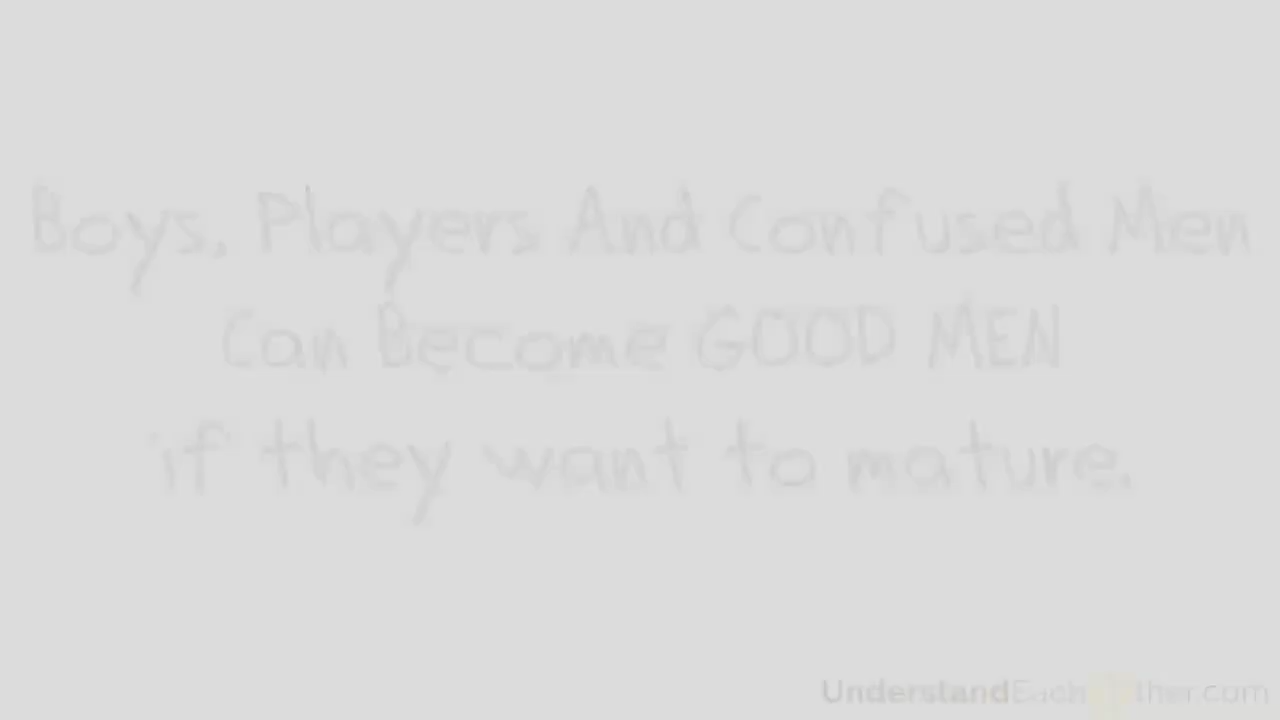 Boys, Players And Confused Men
Can Become GOOD MEN
if they want to mature.
UnderstandEachOther.com